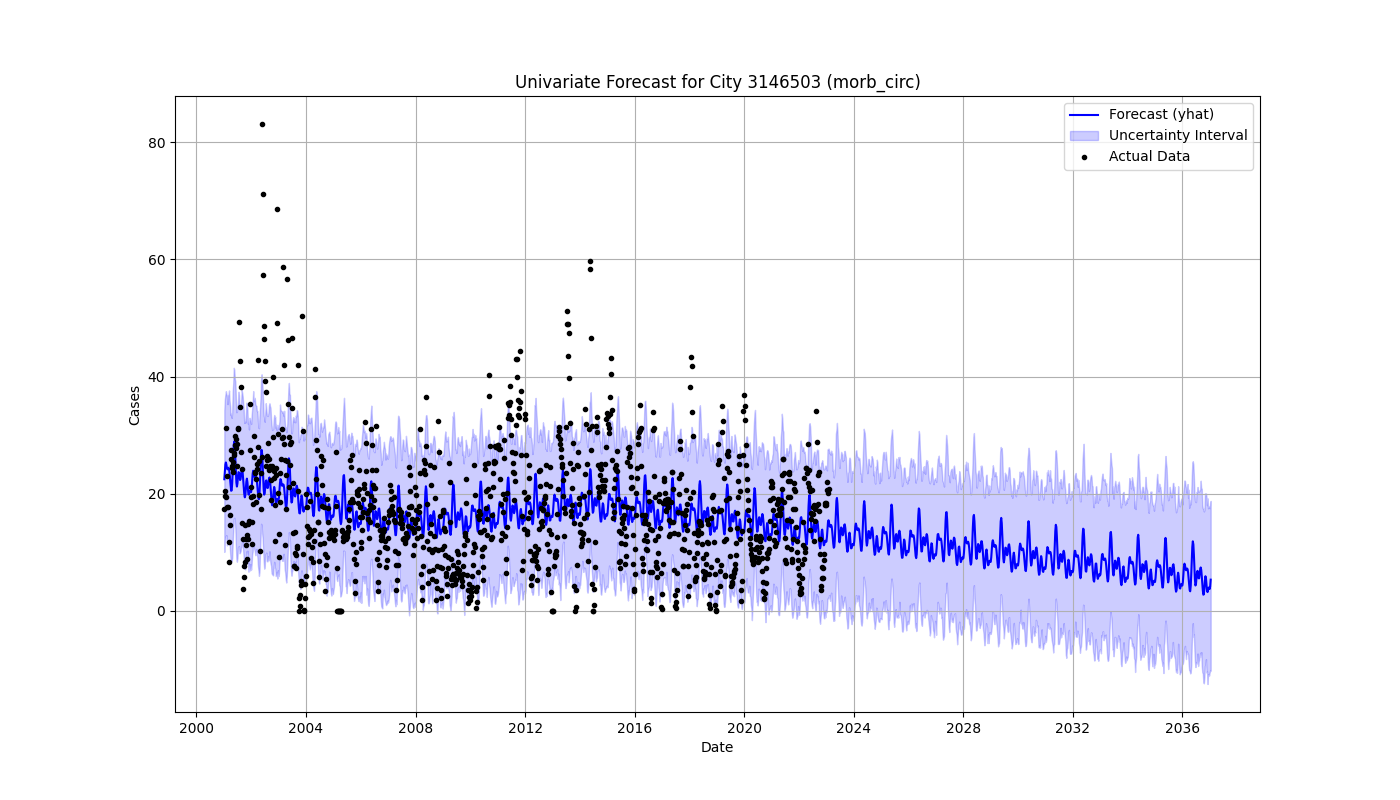 Univariate Forecast for City 3146503 (morb_circ)
Forecast (yhat)
Uncertainty Interval
Actual Data
Cases
80
60
40
20
0
2000 2004 2008 2012 2016 2020 2024 2028 2032 2036
Date